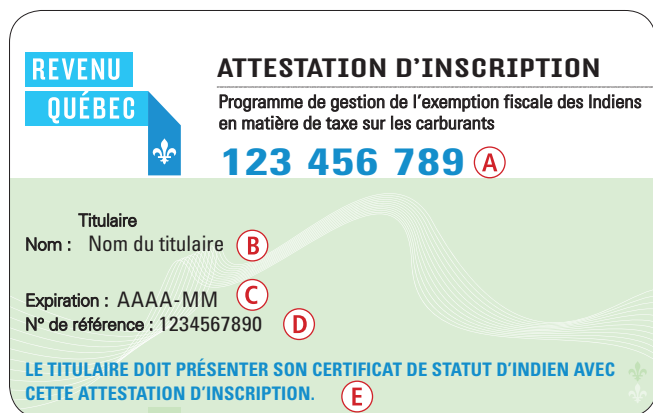 REVENU
QUÉBEC
ATTESTATION D'INSCRIPTION
Programme de gestion de l'exemption fiscale des Indiens
en matière de taxe sur les carburants
123 456 789 A
Titulaire
Nom : Nom du titulaire B
Expiration : AAAA-MM C
N° de référence : 1234567890 D
LE TITULAIRE DOIT PRÉSENTER SON CERTIFICAT DE STATUT D'INDIEN AVEC
CETTE ATTESTATION D'INSCRIPTION. E